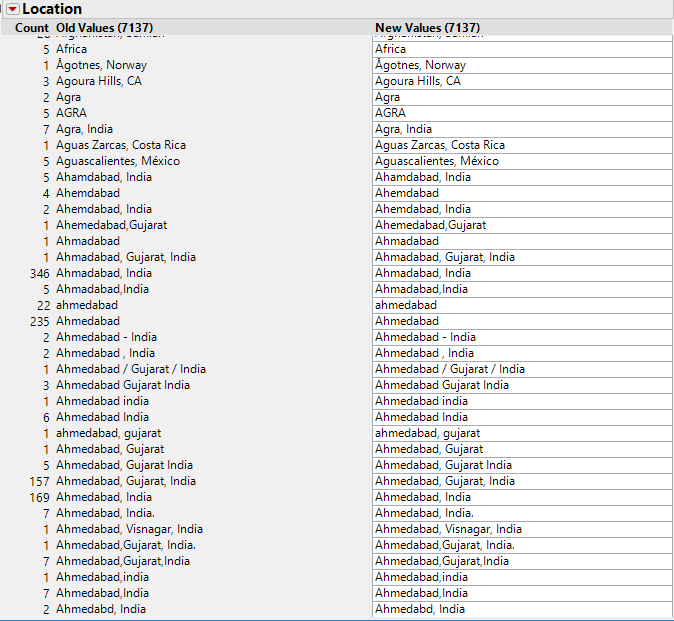 Location
Count Old Values (7137) New Values (7137)
5 Africa Africa
1 Ågotnes, Norway Ågotnes, Norway
3 Agoura Hills, CA Agoura Hills, CA
2 Agra Agra
5 AGRA AGRA
7 Agra, India Agra, India
1 Aguas Zarcas, Costa Rica Aguas Zarcas, Costa Rica
5 Aguascalientes, México Aguascalientes, México
5 Ahamdabad, India Ahamdabad, India
4 Ahemdabad Ahemdabad
2 Ahemdabad, India Ahemdabad, India
1 Ahemedabad,Gujarat Ahemedabad,Gujarat
1 Ahmadabad Ahmadabad
1 Ahmadabad, Gujarat, India Ahmadabad, Gujarat, India
346 Ahmadabad, India Ahmadabad, India
5 Ahmadabad,India Ahmadabad,India
22 ahmedabad ahmedabad
235 Ahmedabad Ahmedabad
2 Ahmedabad - India Ahmedabad - India
2 Ahmedabad , India Ahmedabad , India
1 Ahmedabad / Gujarat / India Ahmedabad / Gujarat / India
3 Ahmedabad Gujarat India Ahmedabad Gujarat India
1 Ahmedabad india Ahmedabad india
6 Ahmedabad India Ahmedabad India
1 ahmedabad, gujarat ahmedabad, gujarat
1 Ahmedabad, Gujarat Ahmedabad, Gujarat
5 Ahmedabad, Gujarat India Ahmedabad, Gujarat India
157 Ahmedabad, Gujarat, India Ahmedabad, Gujarat, India
169 Ahmedabad, India Ahmedabad, India
7 Ahmedabad, India. Ahmedabad, India.
1 Ahmedabad, Visnagar, India Ahmedabad, Visnagar, India
1 Ahmedabad,Gujarat, India. Ahmedabad,Gujarat, India.
7 Ahmedabad,Gujarat,India Ahmedabad,Gujarat,India
1 Ahmedabad,india Ahmedabad,india
7 Ahmedabad,India Ahmedabad,India
2 Ahmedabd, India Ahmedabd, India